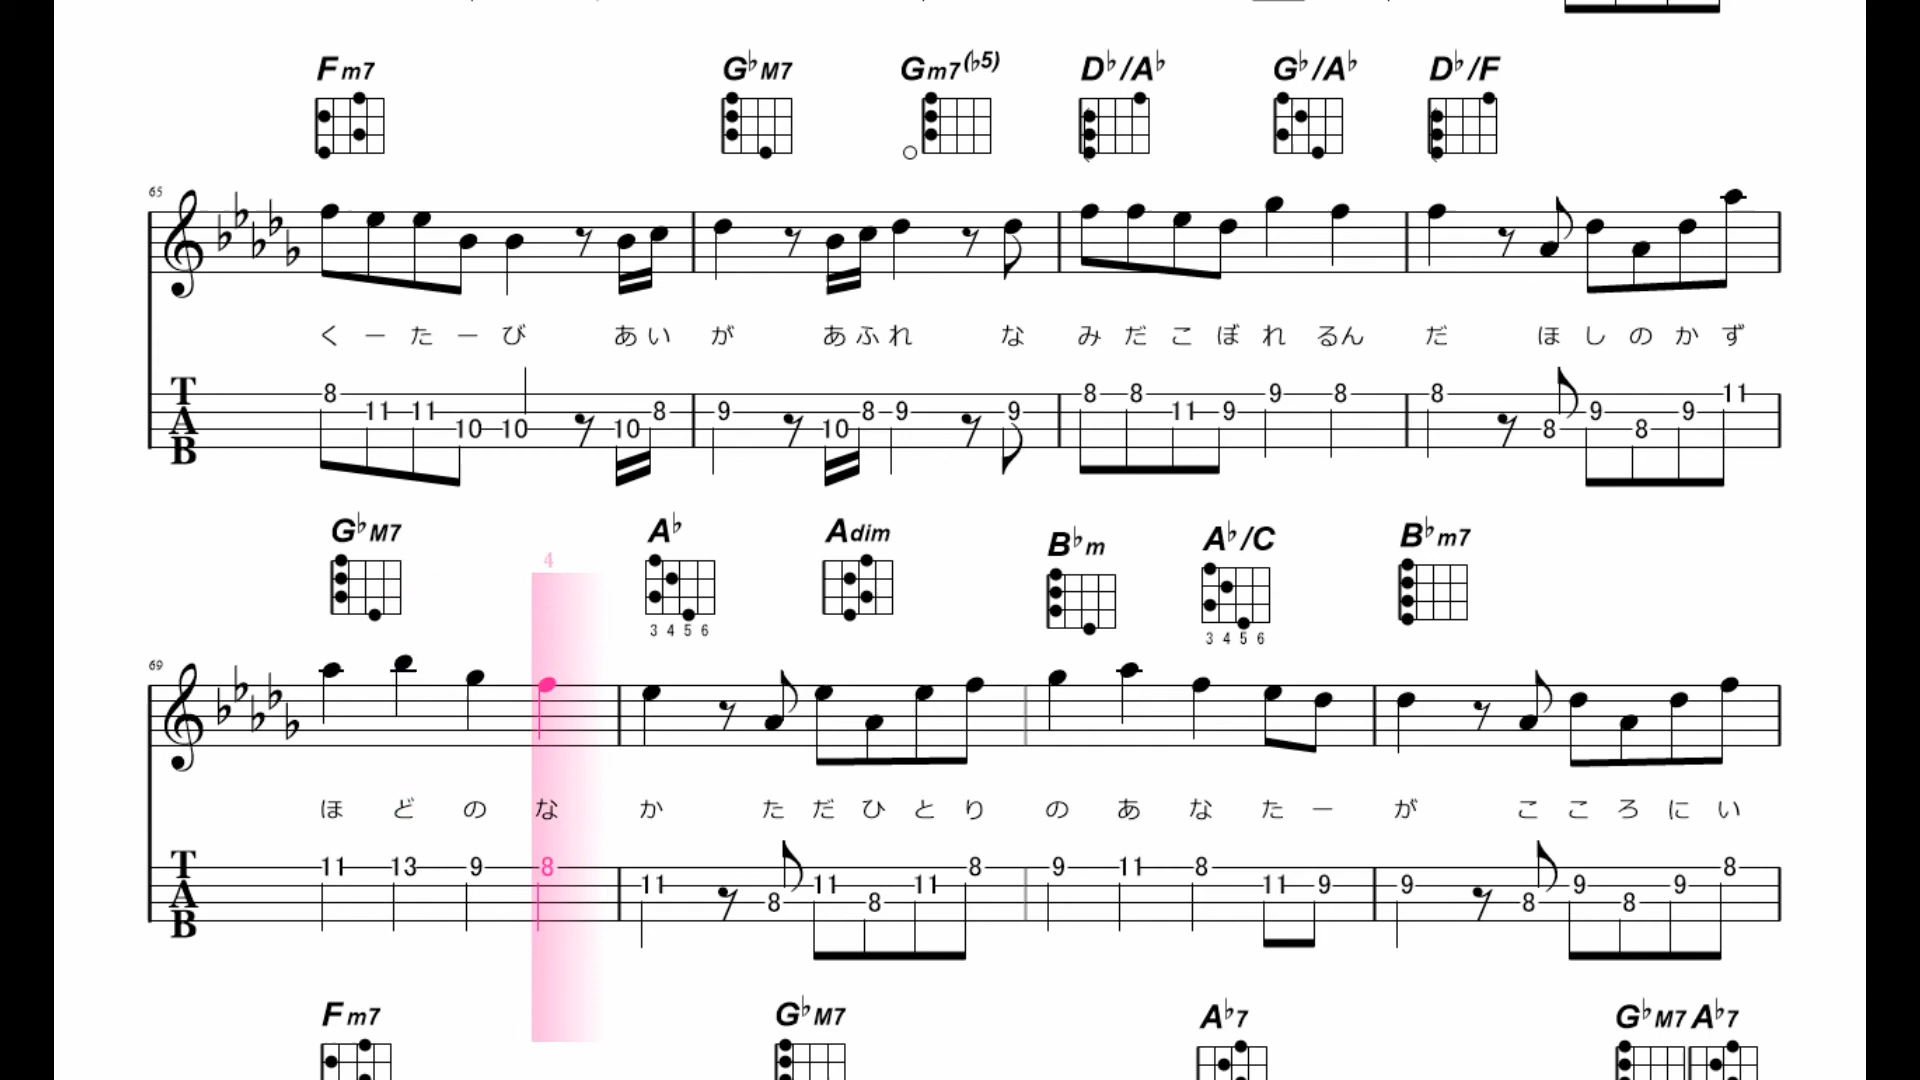 Fm7 G♭M7 Gm7(♭5) D♭/A♭ G♭/A♭ D♭/F
65
く ー た ー び あ い が あ ふ れ な み だ こ ぼ れ るん だ ほ し の か ず
T 8 11 11 10 10 10 8 9 10 8 9 9 8 8 11 9 9 8 8 8 9 8 9 11
A
B
G♭M7 A♭ Adim B♭m A♭/C B♭m7
4
3 4 5 6 3 4 5 6
69
ほ ど の な か た だ ひ と り の あ な た ー が こ こ ろ に い
T 11 13 9 8 11 8 11 8 11 8 9 11 8 11 9 9 8 9 8 9 8
A
B
Fm7 G♭M7 A♭7 G♭M7 A♭7